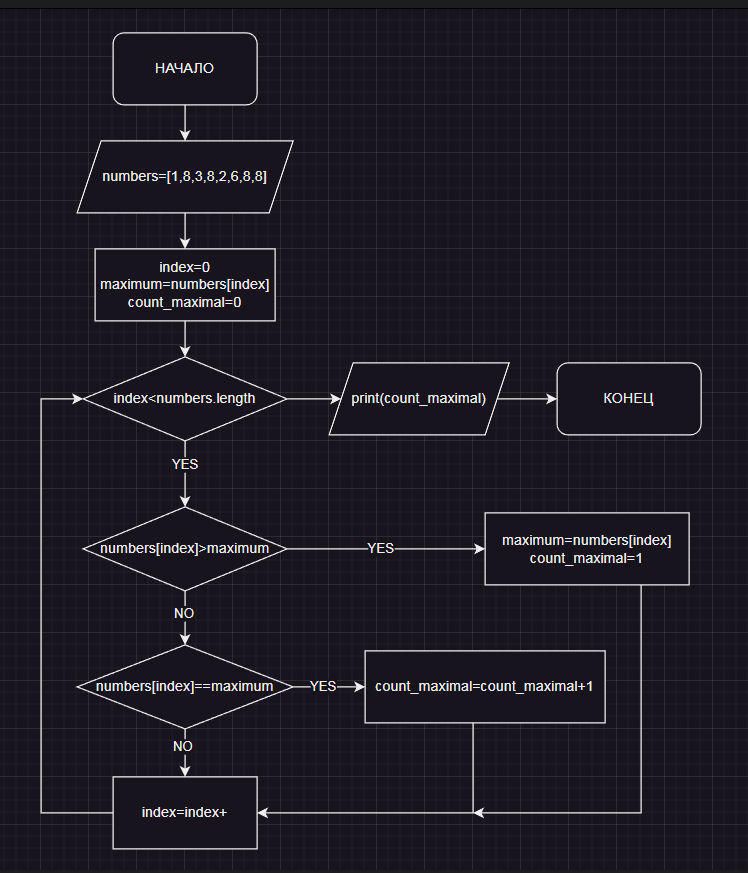 НАЧАЛО
numbers=[1,8,3,8,2,6,8,8]
index=0
maximum=numbers[index]
count_maximal=0
index<numbers.length
print(count_maximal)
КОНЕЦ
YES
numbers[index]>maximum
YES
maximum=numbers[index]
count_maximal=1
NO
numbers[index]==maximum
YES
count_maximal=count_maximal+1
NO
index=index+